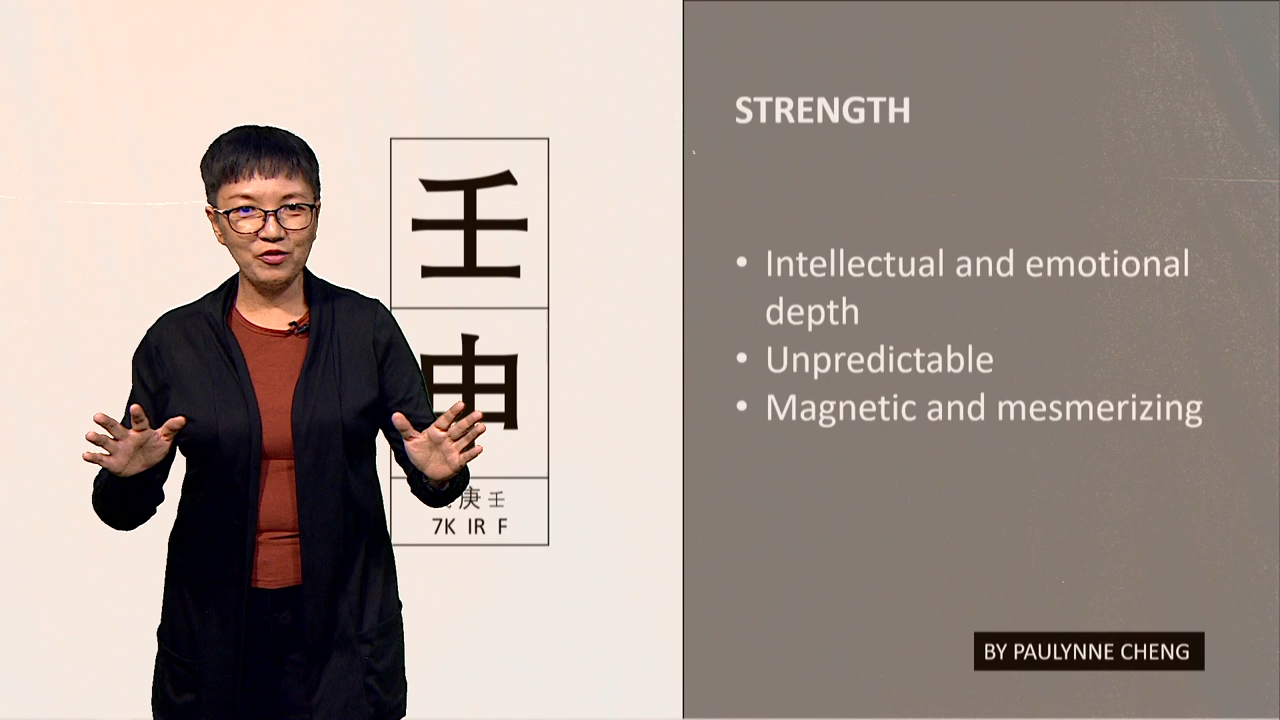 壬
申
庚 壬
7K IR F
STRENGTH
• Intellectual and emotional
depth
• Unpredictable
• Magnetic and mesmerizing
BY PAULYNNE CHENG